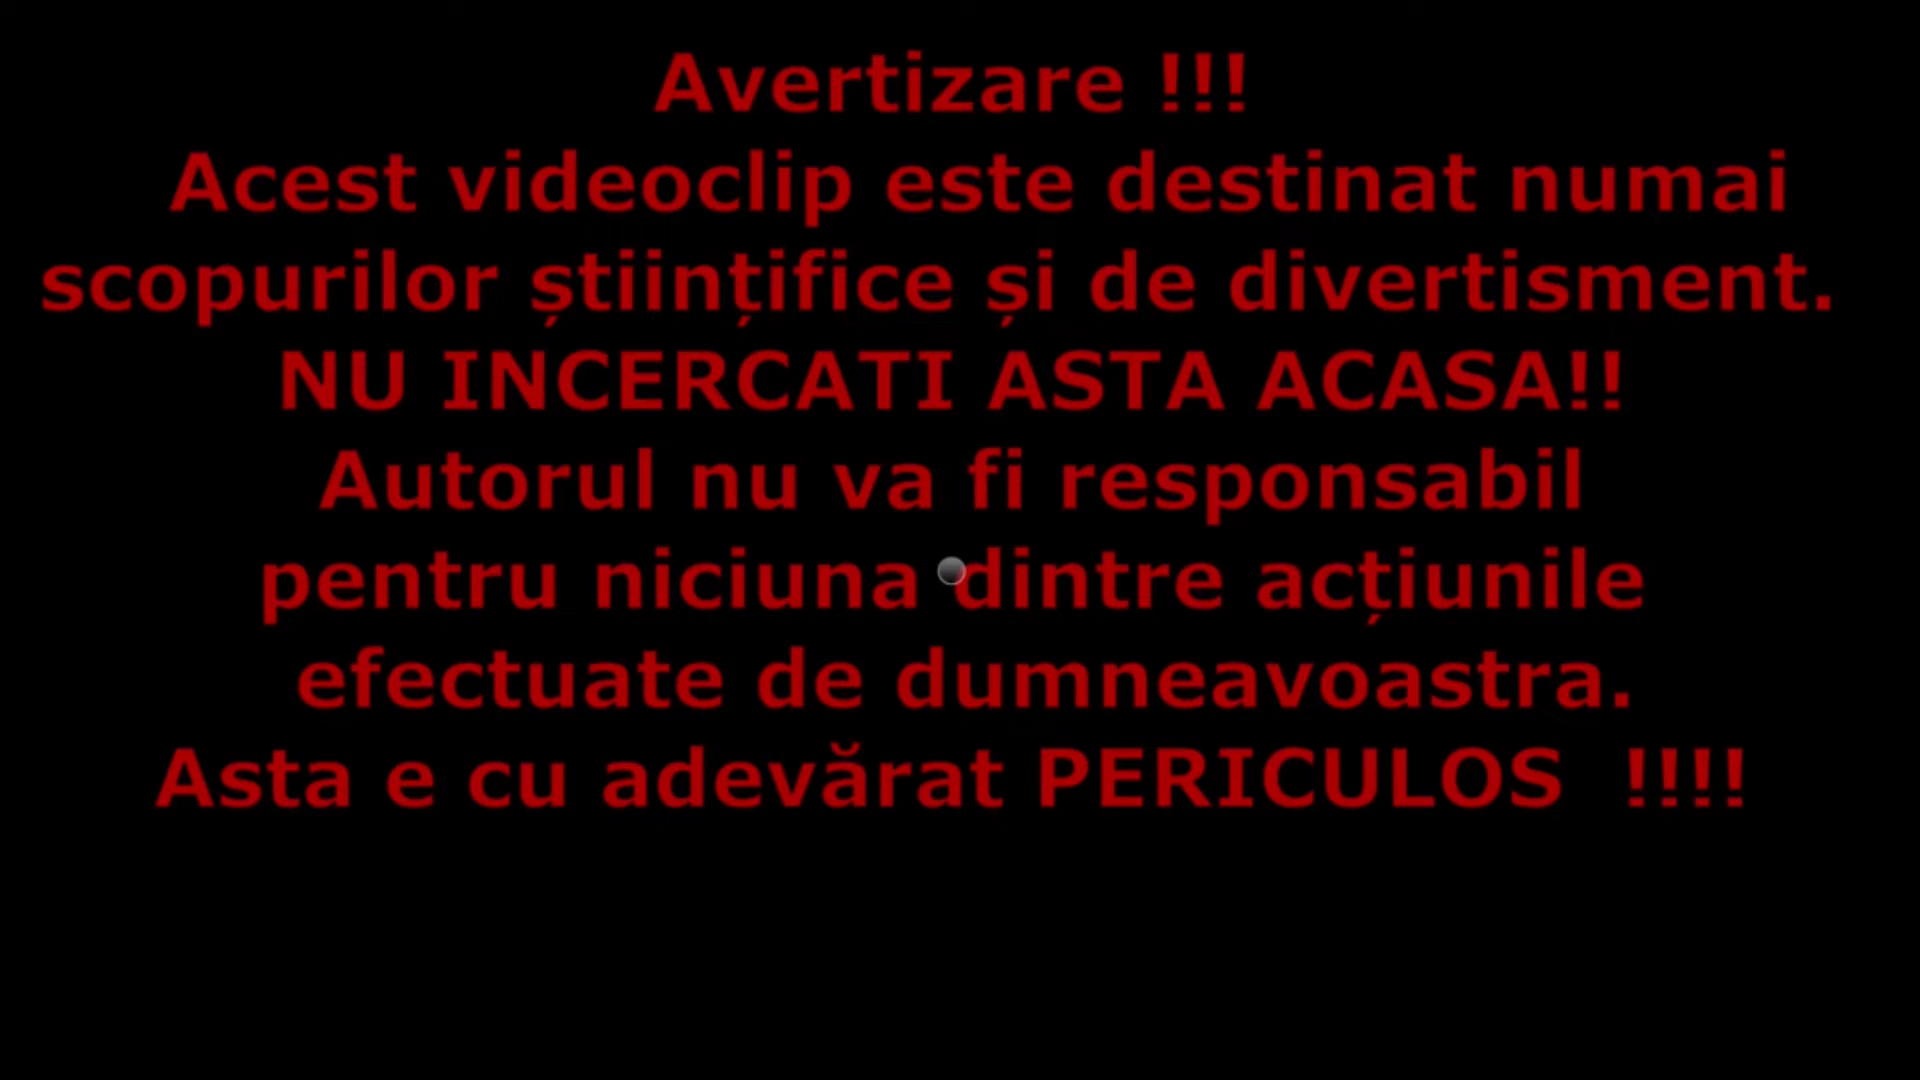 Avertizare !!!
Acest videoclip este destinat numai
scopurilor științifice și de divertisment.
NU INCERCATI ASTA ACASA!!
Autorul nu va fi responsabil
pentru niciuna dintre acțiunile
efectuate de dumneavoastra.
Asta e cu adevărat PERICULOS !!!!